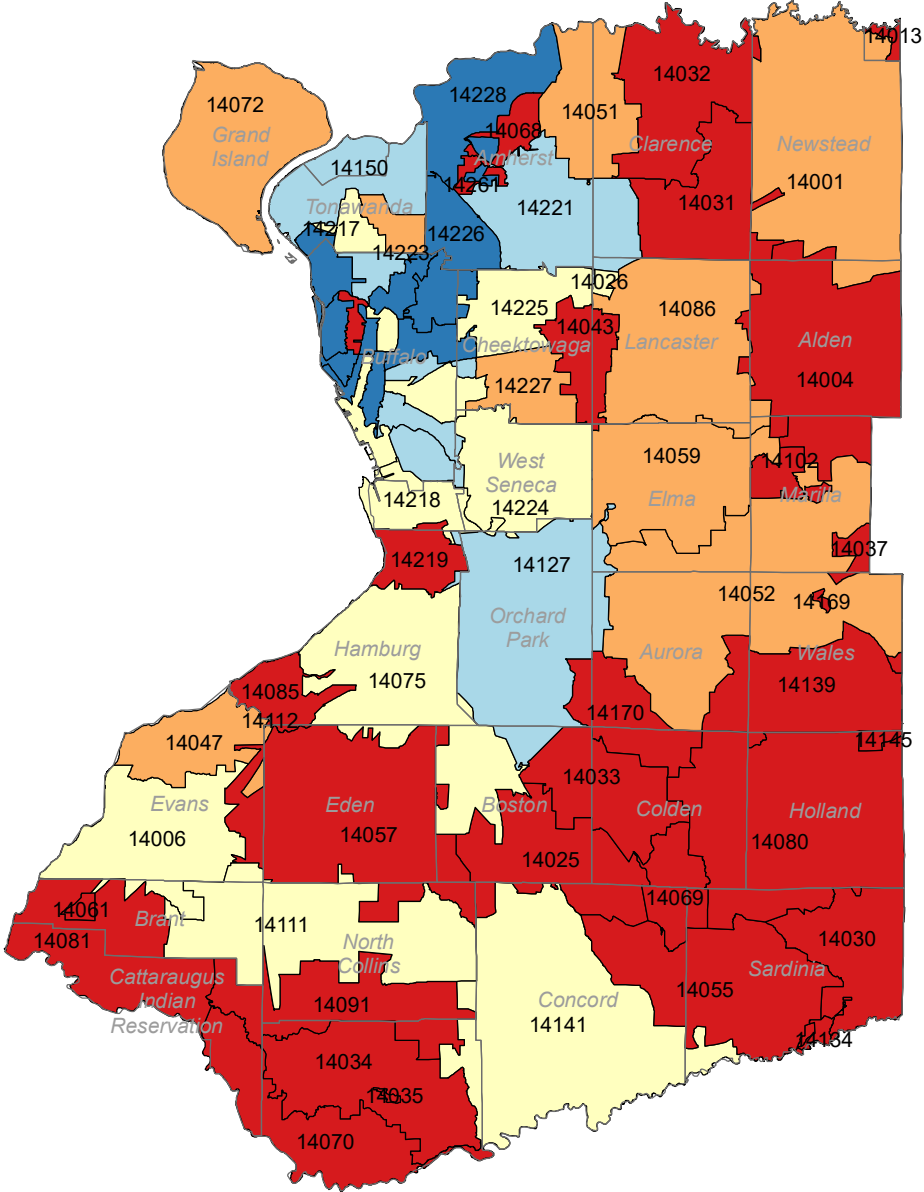 14013
14032
14072
14228
14051
14068
Grand
Island
Clarence
Newstead
Amherst
14150
14261
14001
14031
14221
Tonawanda
14217
14226
14223
14026
14225
14086
14043
Cheektowaga
Lancaster
Alden
Buffalo
14004
14227
14059
14102
West
Seneca
Elma
Marilla
14218
14224
14037
14219
14127
14052
14169
Orchard
Park
Hamburg
Aurora
Wales
14075
14139
14085
14170
14112
14047
14145
14033
Evans
Eden
Boston
Colden
Holland
14006
14057
14080
14025
14069
14061
Brant
14111
14081
North
Collins
14030
Cattaraugus
Indian
Reservation
Sardinia
14055
14091
Concord
14141
14134
14034
14035
14070